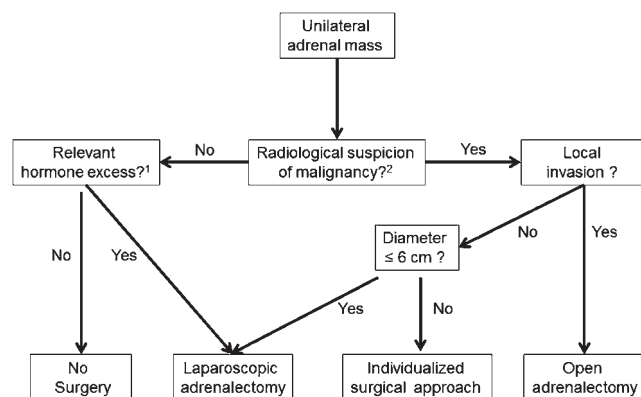 Unilateral
adrenal mass
Relevant
hormone excess?¹
No
Radiological suspicion
of malignancy?²
Yes
Local
invasion ?
No
Yes
Diameter
≤ 6 cm ?
No
Yes
Yes
No
No
Surgery
Laparoscopic
adrenalectomy
Individualized
surgical approach
Open
adrenalectomy